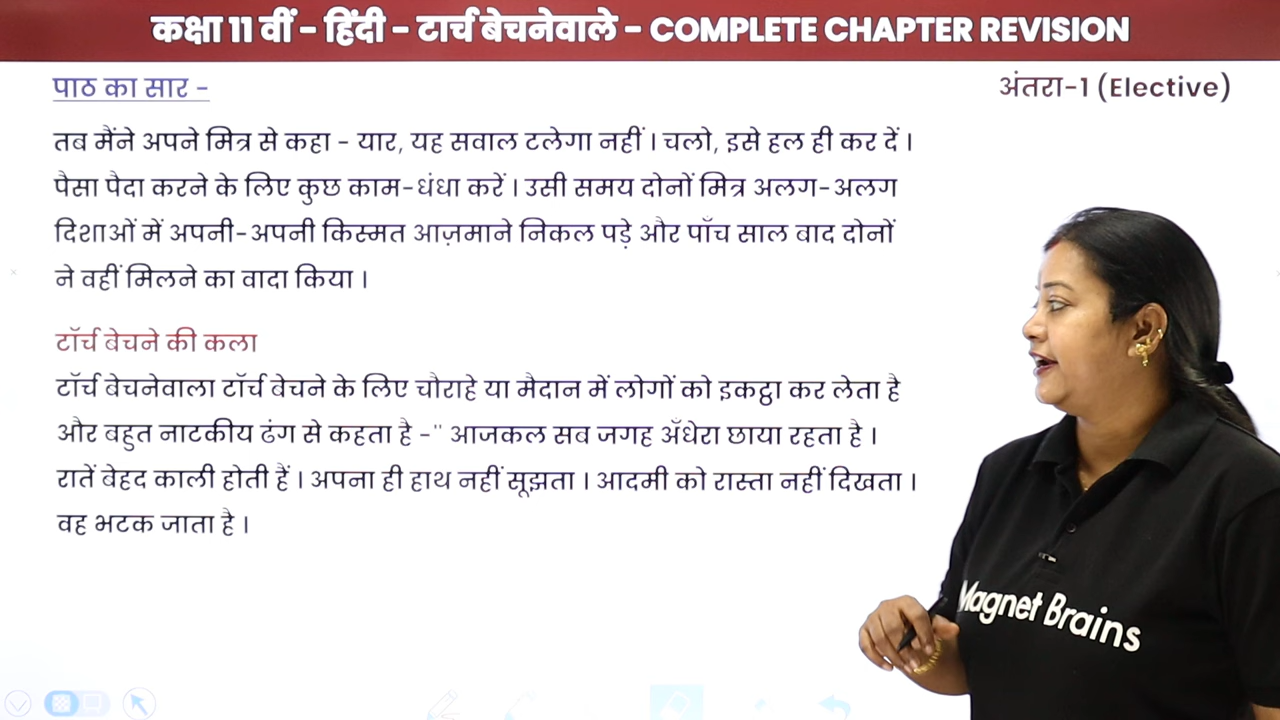 कक्षा 11 वीं - हिंदी - टार्च बेचनेवाले - COMPLETE CHAPTER REVISION
पाठ का सार -
अंतरा-1 (Elective)
तब मैंने अपने मित्र से कहा - यार, यह सवाल टलेगा नहीं । चलो, इसे हल ही कर दें ।
पैसा पैदा करने के लिए कुछ काम-धंधा करें । उसी समय दोनों मित्र अलग-अलग
दिशाओं में अपनी-अपनी किस्मत आज़माने निकल पड़े और पाँच साल बाद दोनों
ने वहीं मिलने का वादा किया ।
टॉर्च बेचने की कला
टॉर्च बेचनेवाला टॉर्च बेचने के लिए चौराहे या मैदान में लोगों को इकट्ठा कर लेता है
और बहुत नाटकीय ढंग से कहता है -" आजकल सब जगह अँधेरा छाया रहता है ।
रातें बेहद काली होती हैं । अपना ही हाथ नहीं सूझता । आदमी को रास्ता नहीं दिखता ।
वह भटक जाता है ।
Magnet Brains